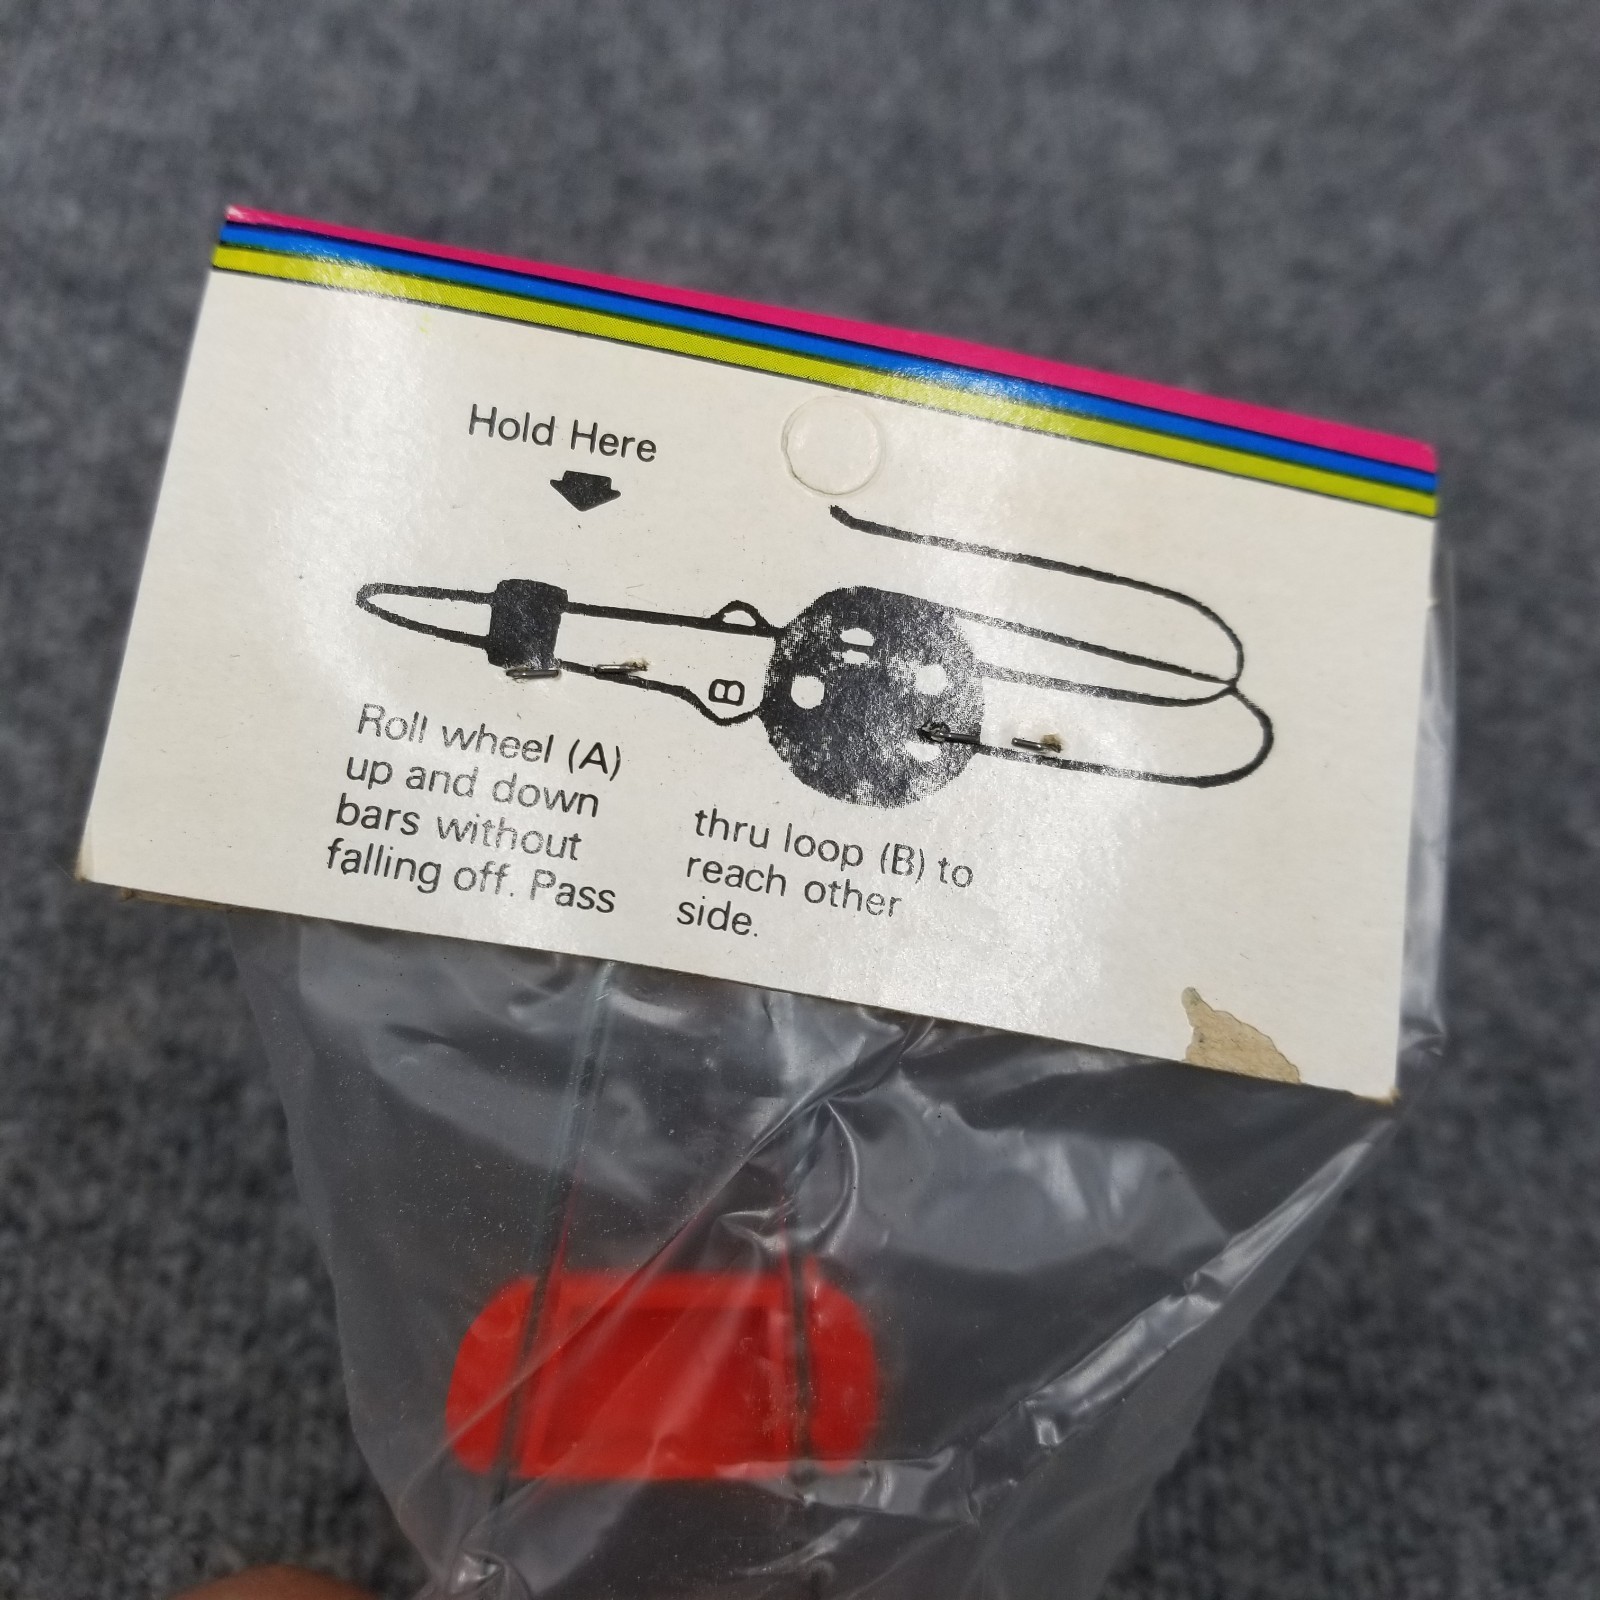 Hold Here
B
Roll wheel (A)
up and down
bars without
falling off. Pass
thru loop (B) to
reach other
side.